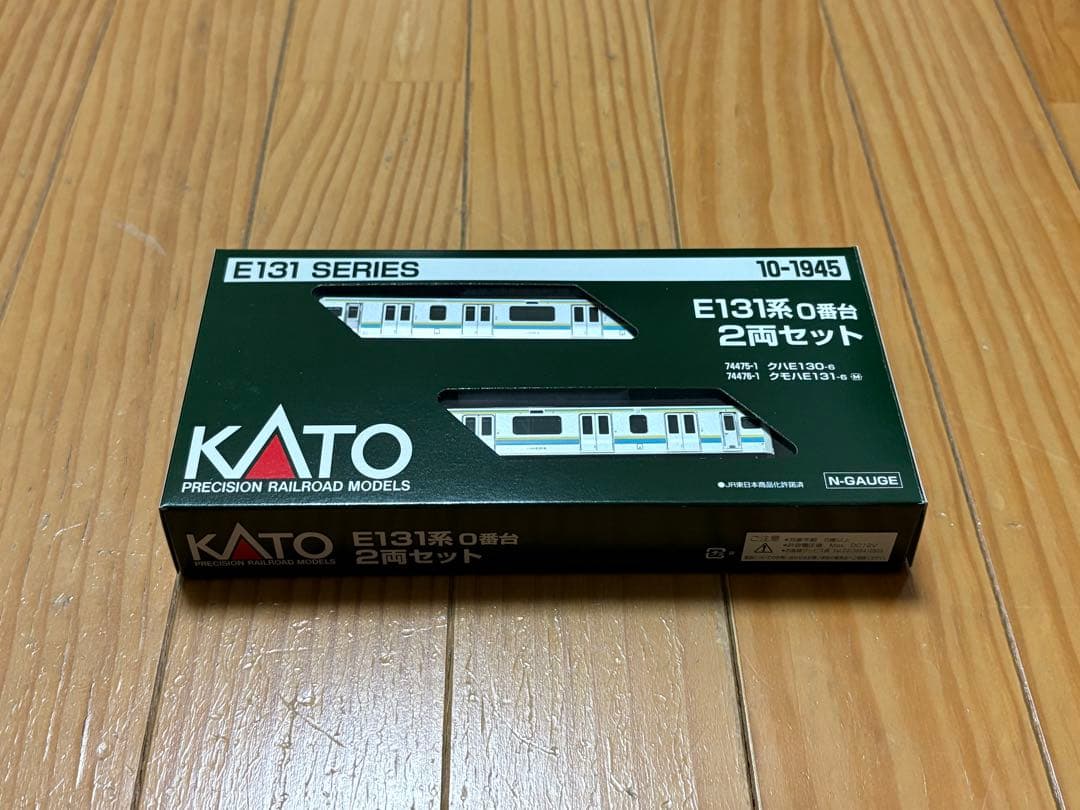 E131 SERIES
10-1945
E131系 0番台
2両セット
74475-1 クハE130-6
74476-1 クモハE131-6 M
KATO
PRECISION RAILROAD MODELS
●JR東日本商品化許諾済
N-GAUGE
KATO
PRECISION RAILROAD MODELS
E131系 0番台
2両セット
ご注意